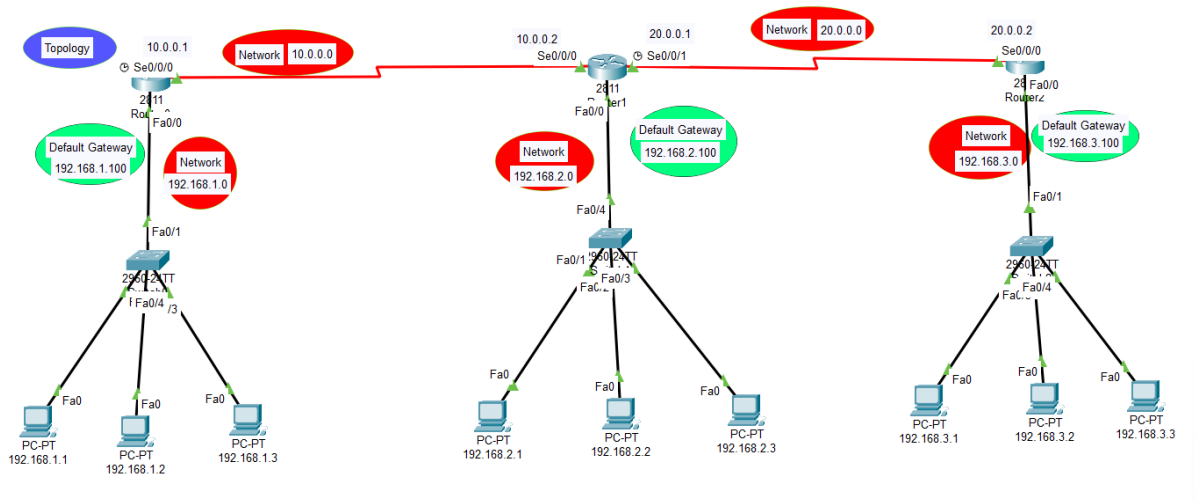 Topology
10.0.0.1
Se0/0/0
Network 10.0.0.0
10.0.0.2
Se0/0/0
20.0.0.1
Se0/0/1
Network 20.0.0.0
20.0.0.2
Se0/0/0
2811
Fa0/0
Default Gateway
192.168.1.100
Network
192.168.1.0
Fa0/1
2811
Fa0/0
Default Gateway
192.168.2.100
Network
192.168.2.0
Fa0/4
Fa0/0
Router2
Network
192.168.3.0
Default Gateway
192.168.3.100
Fa0/1
2960-24TT
Fa0/4
/3
Fa0/1
2960-24TT
Fa0/2
Fa0/3
2960-24TT
Fa0/4
Fa0
Fa0
Fa0
Fa0
Fa0
Fa0
Fa0
Fa0
Fa0
PC-PT
192.168.1.1
PC-PT
192.168.1.2
PC-PT
192.168.1.3
PC-PT
192.168.2.1
PC-PT
192.168.2.2
PC-PT
192.168.2.3
PC-PT
192.168.3.1
PC-PT
192.168.3.2
PC-PT
192.168.3.3